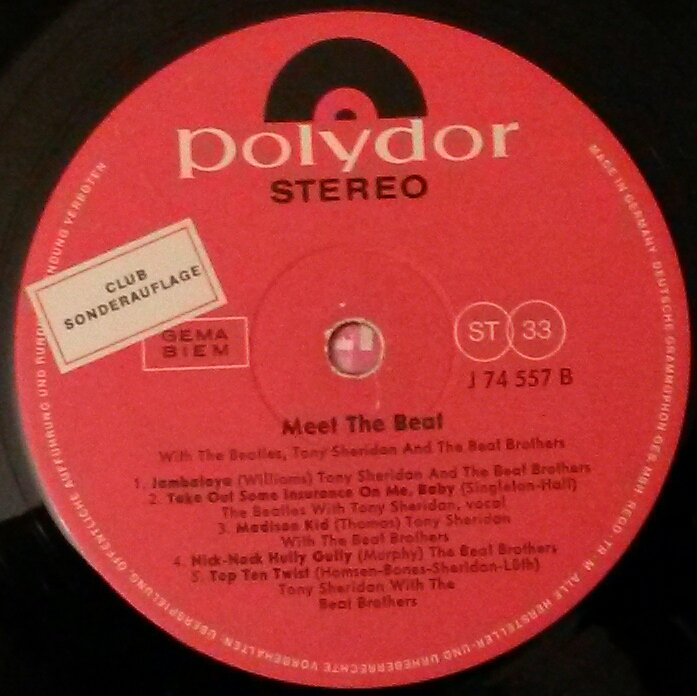 polydor
STEREO
CLUB
SONDERAUFLAGE
GEMA
BIEM
ST 33
J 74 557 B
Meet The Beat
With The Beatles, Tony Sheridan And The Beat Brothers
1. Jambalaya (Williams) Tony Sheridan And The Beat Brothers
2. Take Out Some Insurance On Me, Baby (Singleton-Hall)
The Beatles With Tony Sheridan, vocal
3. Madison Kid (Thomas) Tony Sheridan
With The Beat Brothers
4. Nick-Nack Hully Gully (Murphy) The Beat Brothers
5. Top Ten Twist (Hamsen-Bones-Sheridan-Lüth)
Tony Sheridan With The
Beat Brothers
MADE IN GERMANY · DEUTSCHE GRAMMOPHON GES MBH · REGD · TR · M · ALLE HERSTELLER- UND URHEBERRECHTE VORBEHALTEN · ÜBERSPIELUNG, ÖFFENTLICHE AUFFÜHRUNG UND RUNDF NDUNG VERBOTEN